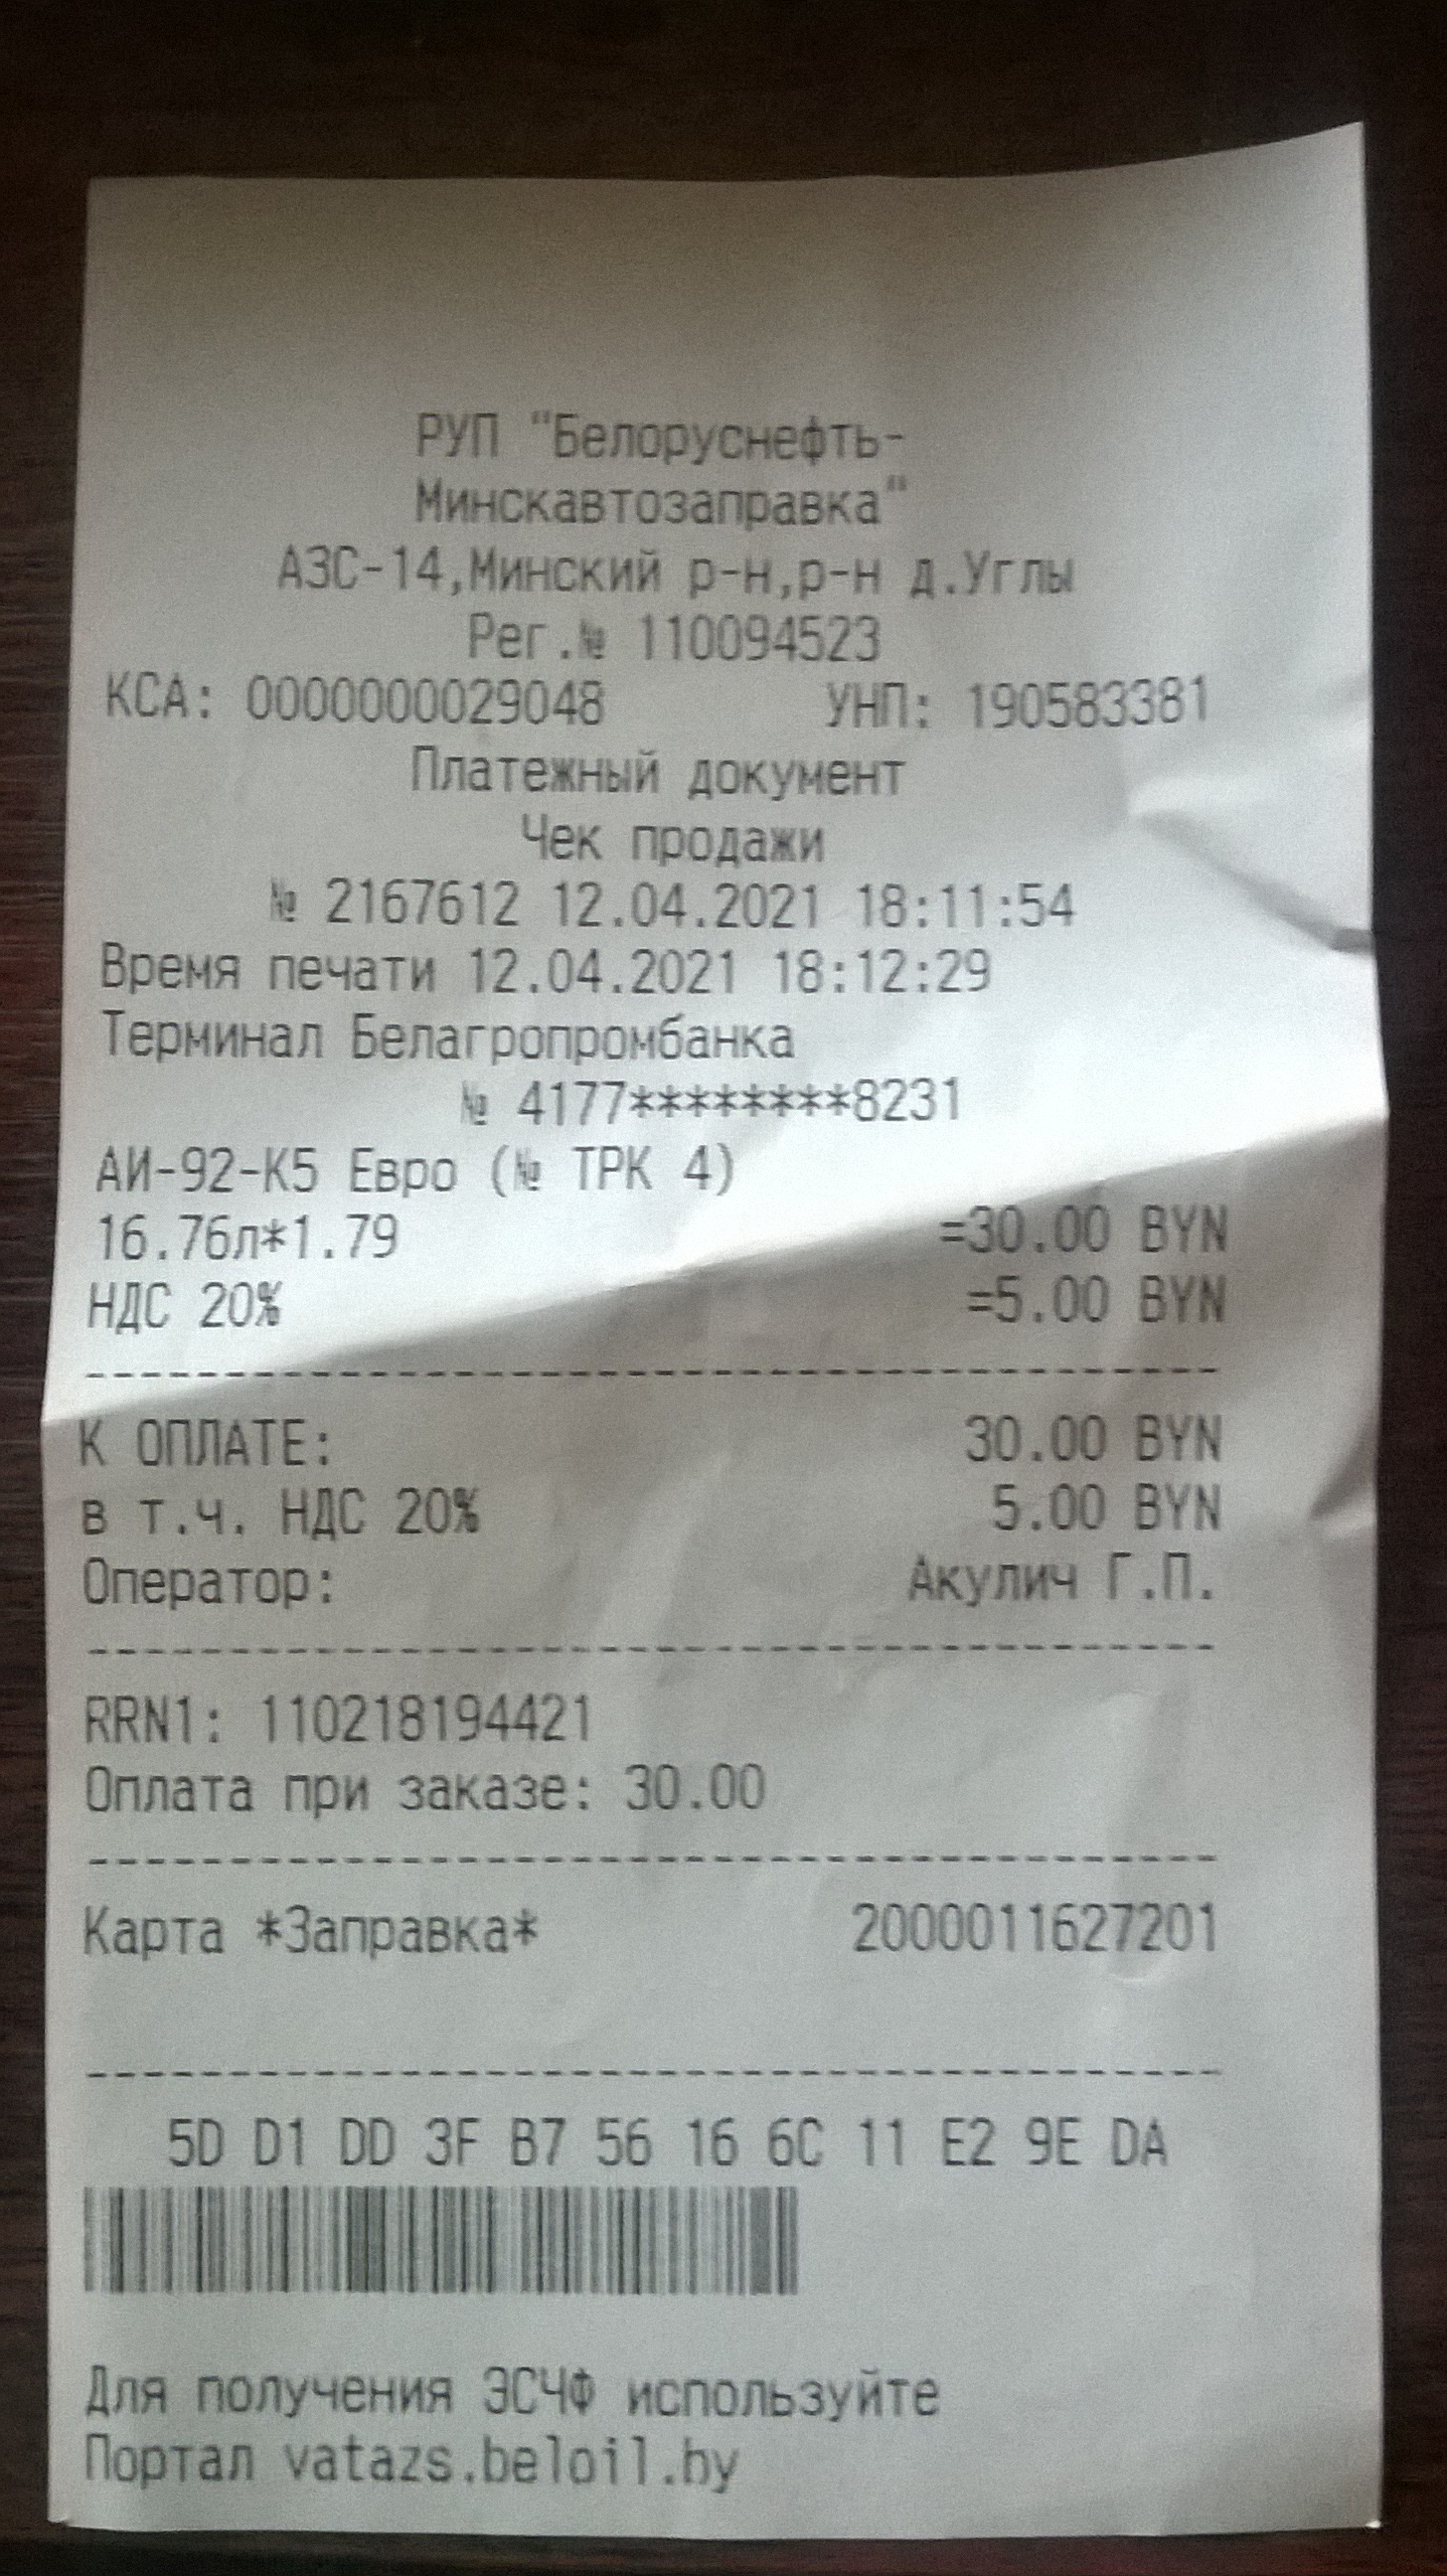 РУП "Белоруснефть-
Минскавтозаправка"
АЗС-14,Минский р-н,р-н д.Углы
Рег.№ 110094523
КСА: 0000000029048 УНП: 190583381
Платежный документ
Чек продажи
№ 2167612 12.04.2021 18:11:54
Время печати 12.04.2021 18:12:29
Терминал Белагропромбанка
№ 4177********8231
АИ-92-К5 Евро (№ ТРК 4)
16.76л*1.79 =30.00 BYN
НДС 20% =5.00 BYN
К ОПЛАТЕ: 30.00 BYN
в т.ч. НДС 20% 5.00 BYN
Оператор: Акулич Г.П.
RRN1: 110218194421
Оплата при заказе: 30.00
Карта *Заправка* 2000011627201
5D D1 DD 3F B7 56 16 6C 11 E2 9E DA
Для получения ЭСЧФ используйте
Портал vatazs.beloil.by